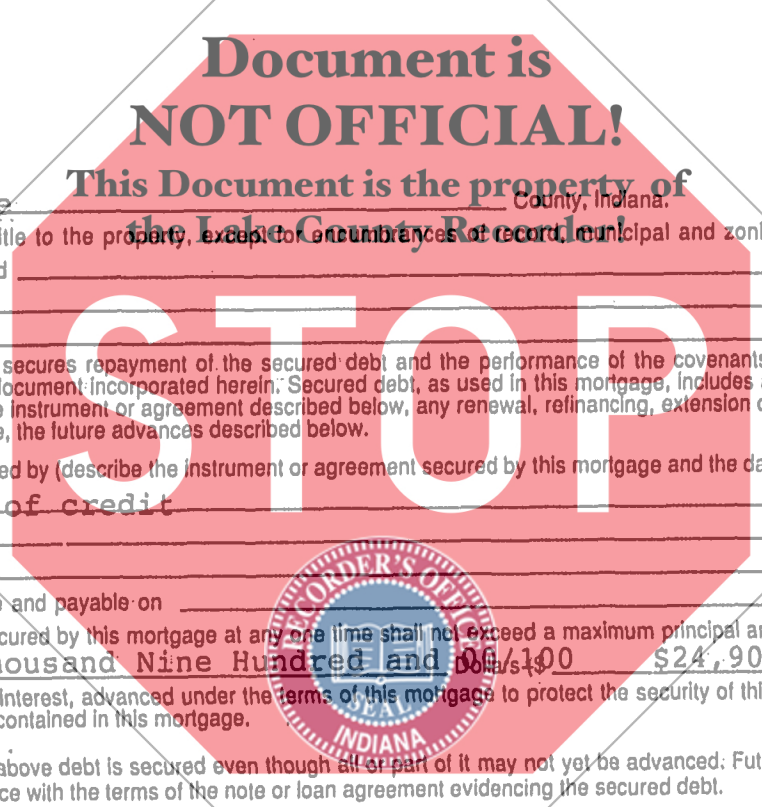 Document is
NOT OFFICIAL!
This Document is the property of
the Lake County Recorder!
County, Indiana.
itle to the property, except for encumbrances of record, municipal and zoni
secures repayment of the secured debt and the performance of the covenants
document incorporated herein. Secured debt, as used in this mortgage, includes
instrument or agreement described below, any renewal, refinancing, extension o
, the future advances described below.
ed by (describe the instrument or agreement secured by this mortgage and the da
of credit
STOP
and payable on
cured by this mortgage at any one time shall not exceed a maximum principal am
housand Nine Hundred and /100 Dollars ($ $24,90
interest, advanced under the terms of this mortgage to protect the security of thi
contained in this mortgage.
RECORDER'S OFFICE
SEAL
INDIANA
above debt is secured even though all or part of it may not yet be advanced. Fut
ce with the terms of the note or loan agreement evidencing the secured debt.